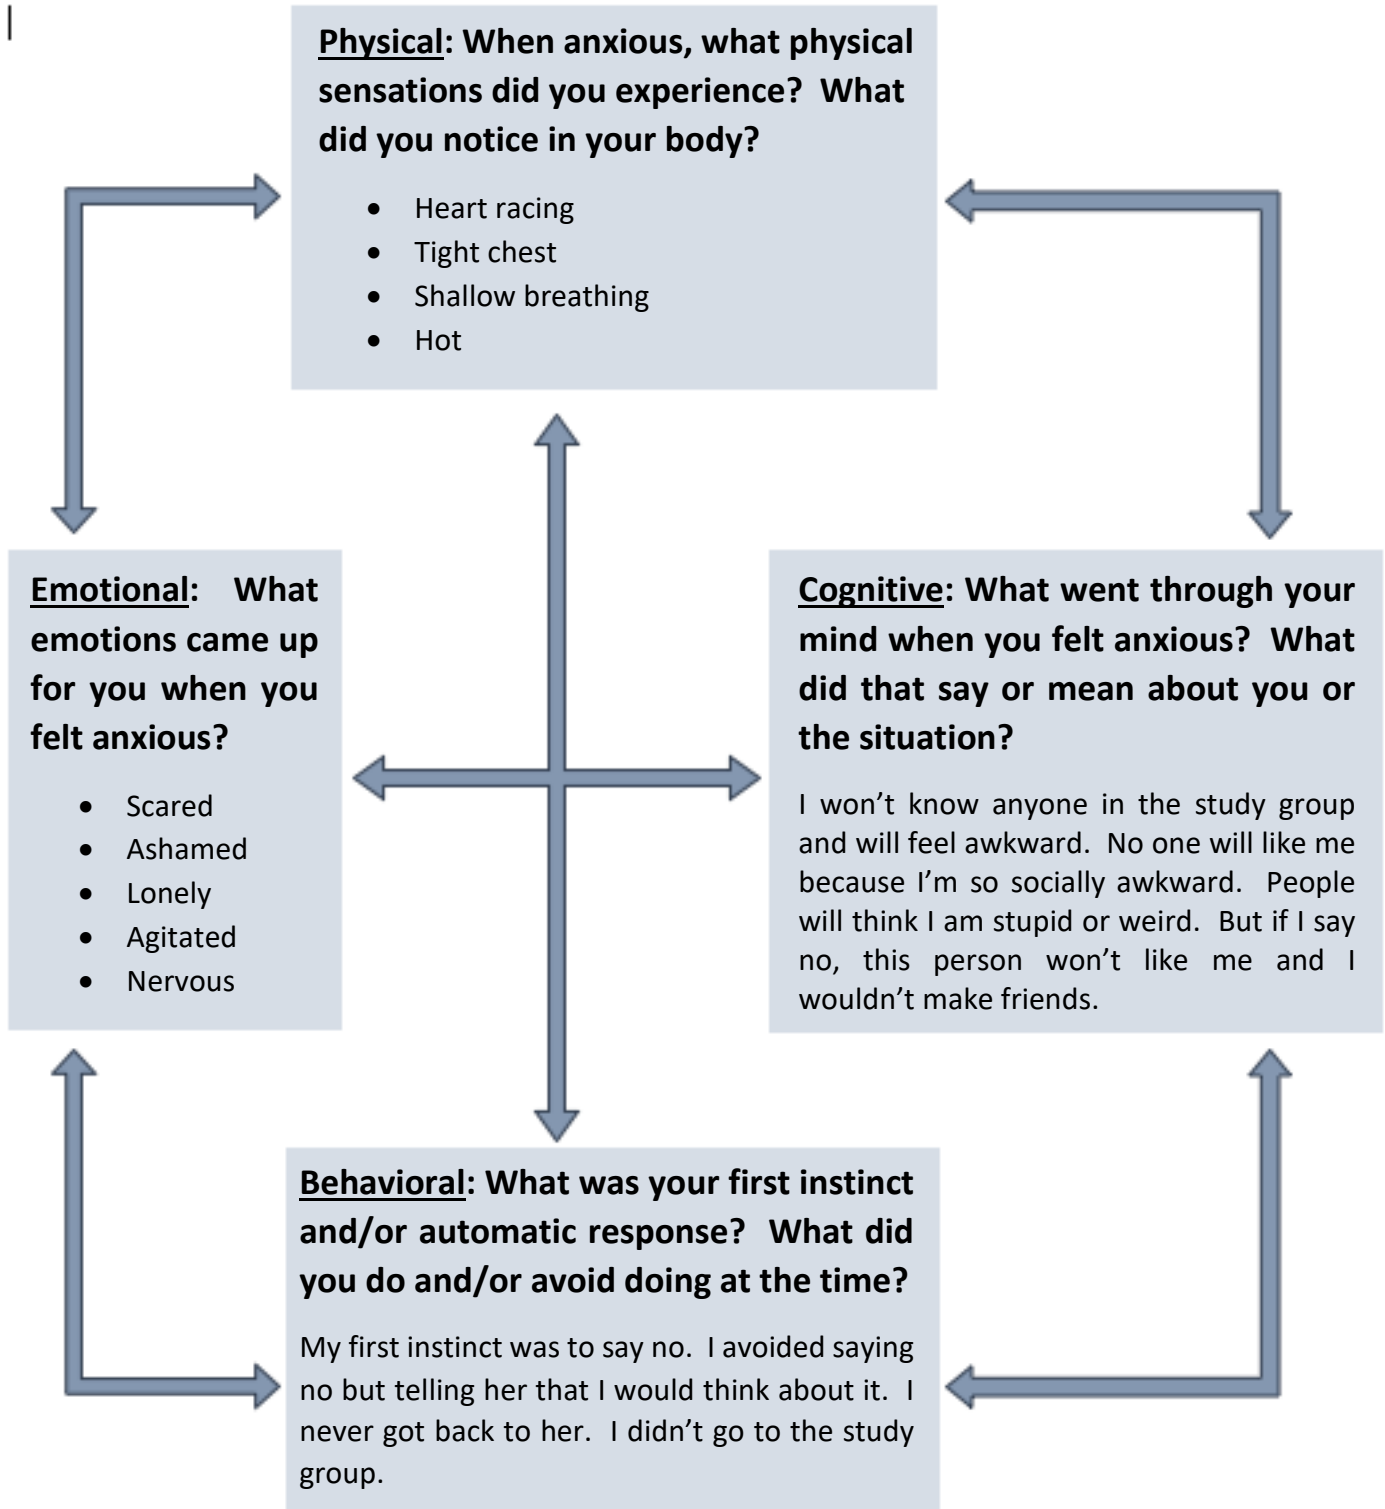 Physical: When anxious, what physical
sensations did you experience? What
did you notice in your body?
• Heart racing
• Tight chest
• Shallow breathing
• Hot
Emotional: What
emotions came up
for you when you
felt anxious?
• Scared
• Ashamed
• Lonely
• Agitated
• Nervous
Cognitive: What went through your
mind when you felt anxious? What
did that say or mean about you or
the situation?
I won’t know anyone in the study group
and will feel awkward. No one will like me
because I’m so socially awkward. People
will think I am stupid or weird. But if I say
no, this person won’t like me and I
wouldn’t make friends.
Behavioral: What was your first instinct
and/or automatic response? What did
you do and/or avoid doing at the time?
My first instinct was to say no. I avoided saying
no but telling her that I would think about it. I
never got back to her. I didn’t go to the study
group.